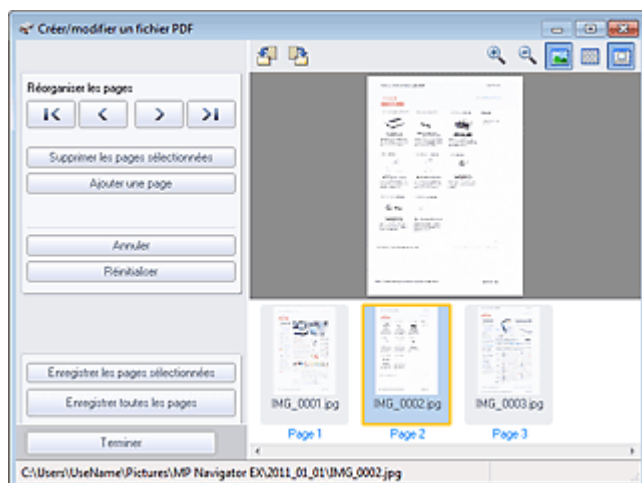 Créer/modifier un fichier PDF
Réorganiser les pages
Supprimer les pages sélectionnées
Ajouter une page
Annuler
Réinitialiser
Enregistrer les pages sélectionnées
Enregistrer toutes les pages
Terminer
IMG_0001.jpg
IMG_0002.jpg
IMG_0003.jpg
Page 1
Page 2
Page 3
C:\Users\UseName\Pictures\MP Navigator EX\2011_01_01\IMG_0002.jpg